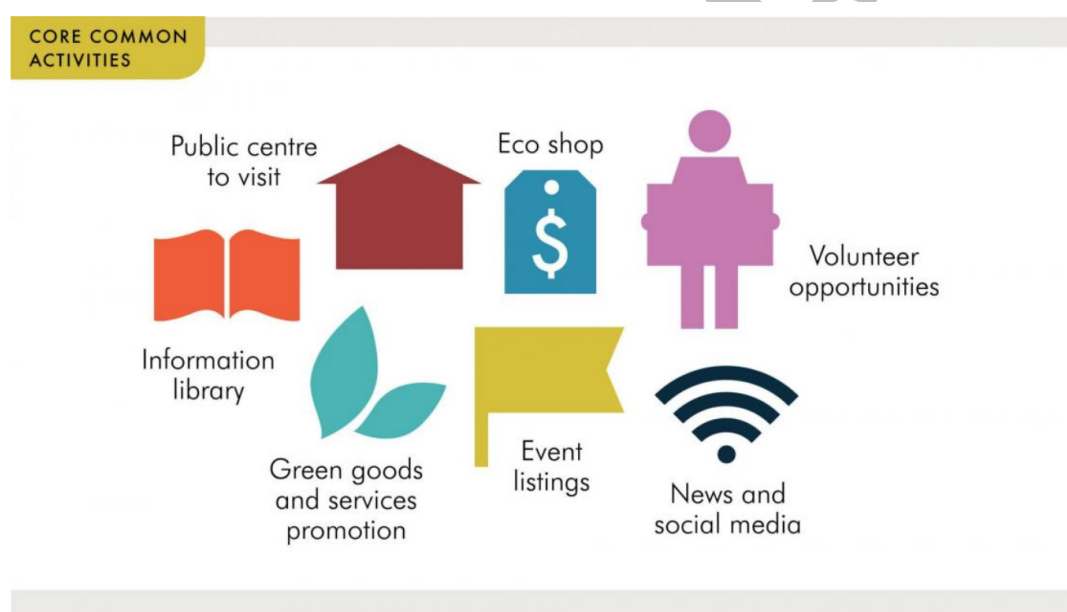 CORE COMMON
ACTIVITIES
Public centre
to visit
Eco shop
$
Volunteer
opportunities
Information
library
Green goods
and services
promotion
Event
listings
News and
social media